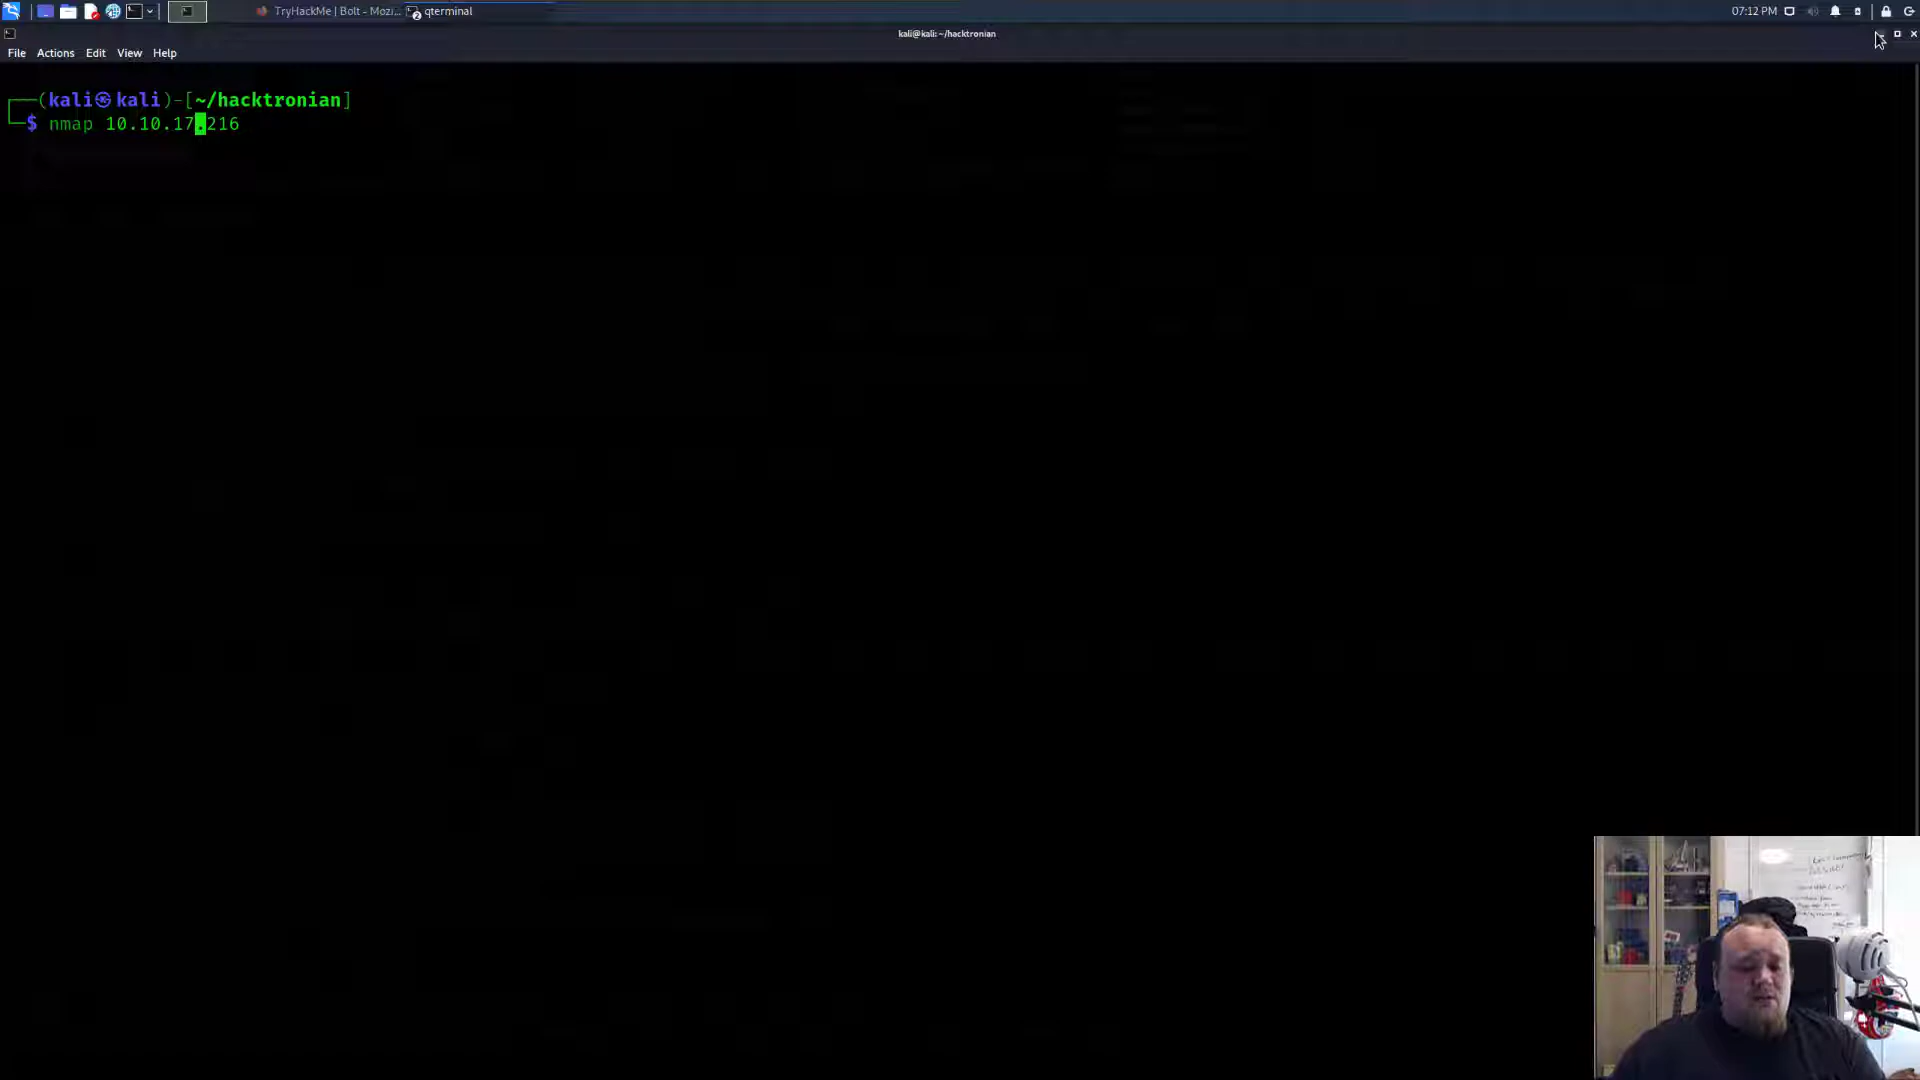 TryHackMe | Bolt - Mozi... 2 qterminal 07:12 PM
kali@kali: ~/hacktronian
File Actions Edit View Help
(kali㉿kali)-[~/hacktronian]
$ nmap 10.10.17.216